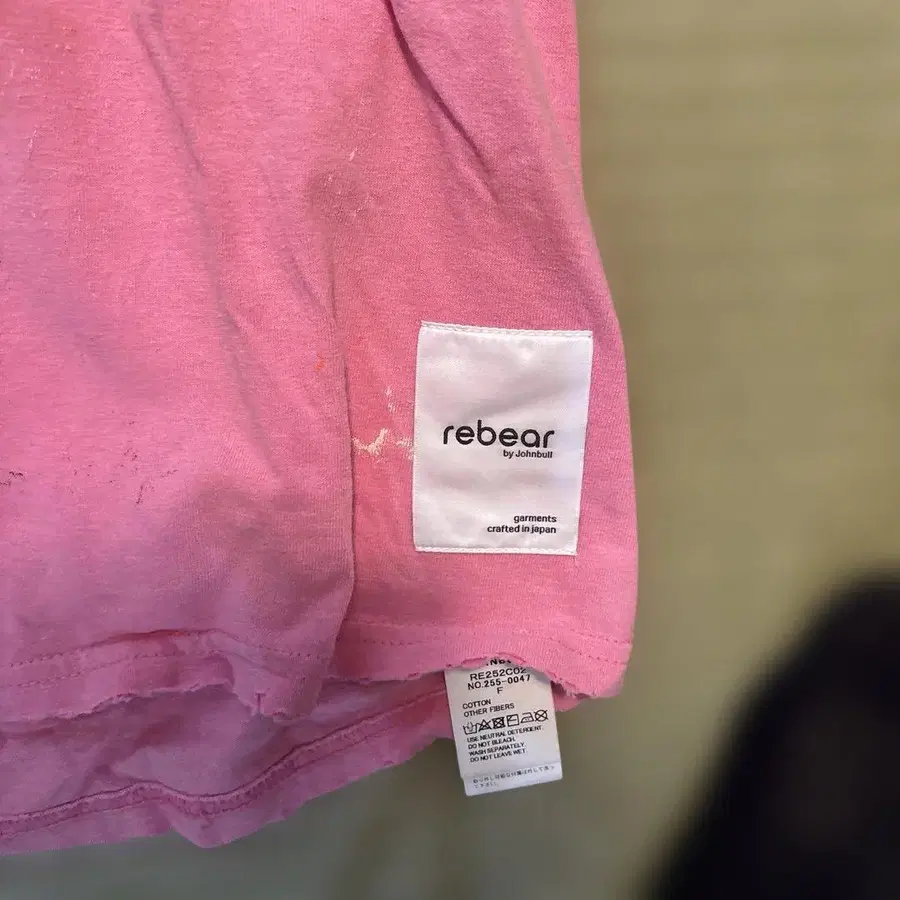 rebear
by Johnbull
garments
crafted in japan
RE252C02
NO.255-0047
F
COTTON
OTHER FIBERS
USE NEUTRAL DETERGENT.
DO NOT BLEACH.
WASH SEPARATELY.
DO NOT LEAVE WET.